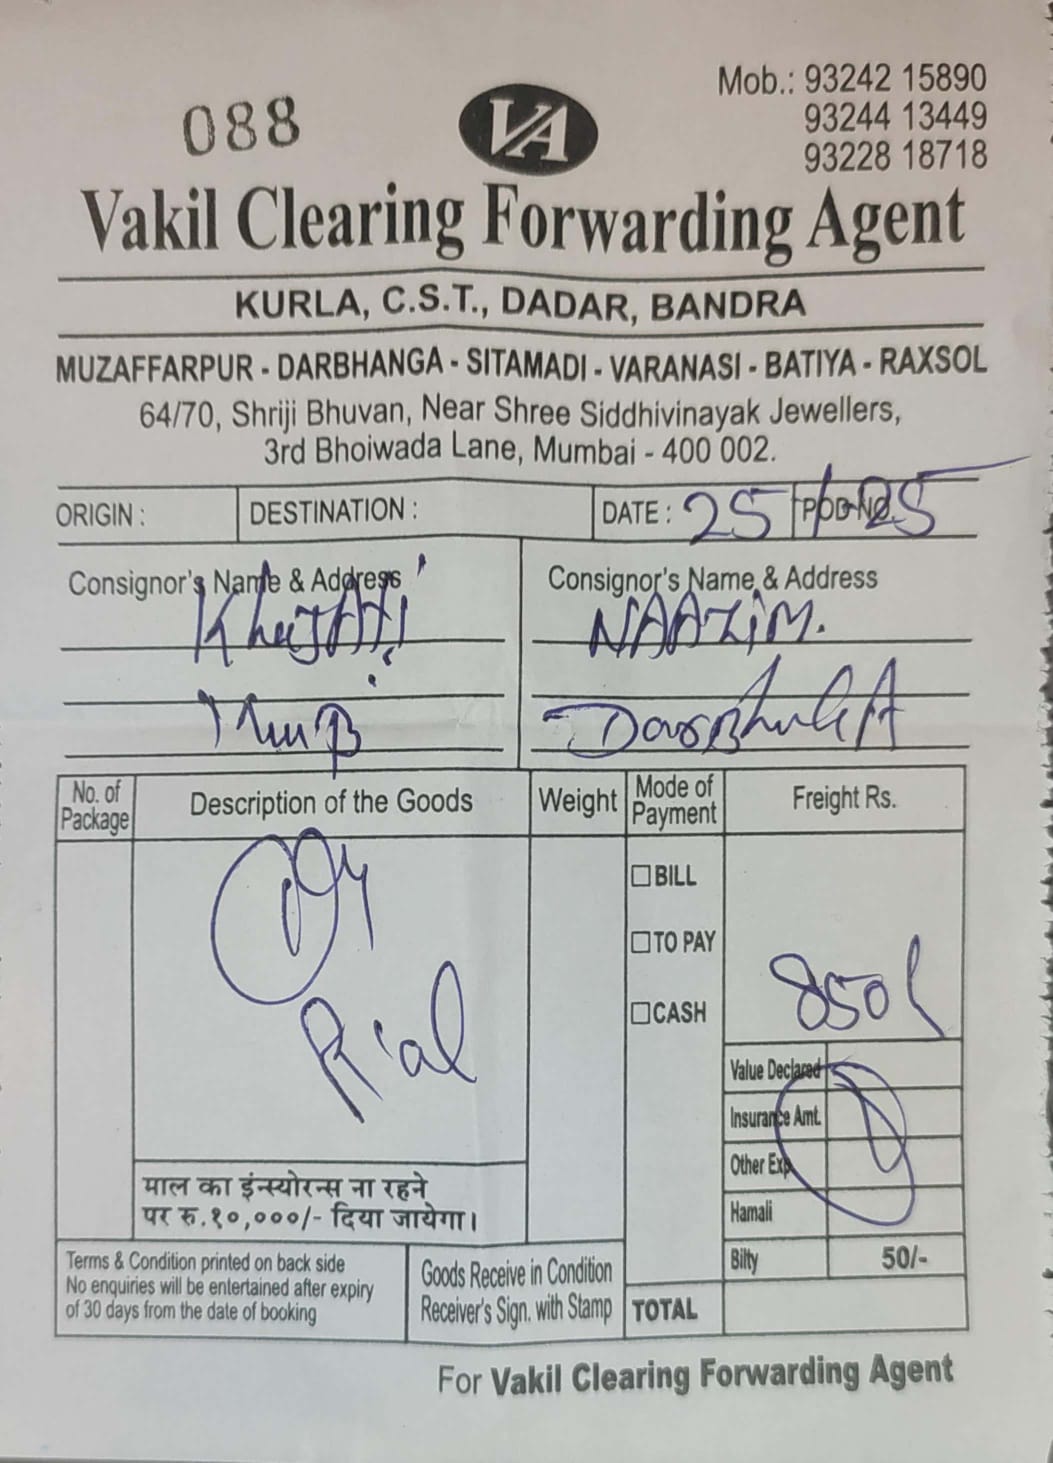 Mob.: 93242 15890
088
VA
93244 13449
93228 18718
Vakil Clearing Forwarding Agent
KURLA, C.S.T., DADAR, BANDRA
MUZAFFARPUR - DARBHANGA - SITAMADI - VARANASI - BATIYA - RAXSOL
64/70, Shriji Bhuvan, Near Shree Siddhivinayak Jewellers,
3rd Bhoiwada Lane, Mumbai - 400 002.
ORIGIN : DESTINATION : DATE : 25 POD NO. 25
Consignor's Name & Address Consignor's Name & Address
NAAZiM.
No. of Package Description of the Goods Weight Mode of Payment Freight Rs.
☐BILL
☐TO PAY
☐CASH
850
Value Declared
Insurance Amt.
Other Exp.
Hamali
Bilty 50/-
माल का इंन्स्योरन्स ना रहने
पर रु.१०,०००/- दिया जायेगा।
Terms & Condition printed on back side
No enquiries will be entertained after expiry
of 30 days from the date of booking
Goods Receive in Condition
Receiver's Sign. with Stamp
TOTAL
For Vakil Clearing Forwarding Agent